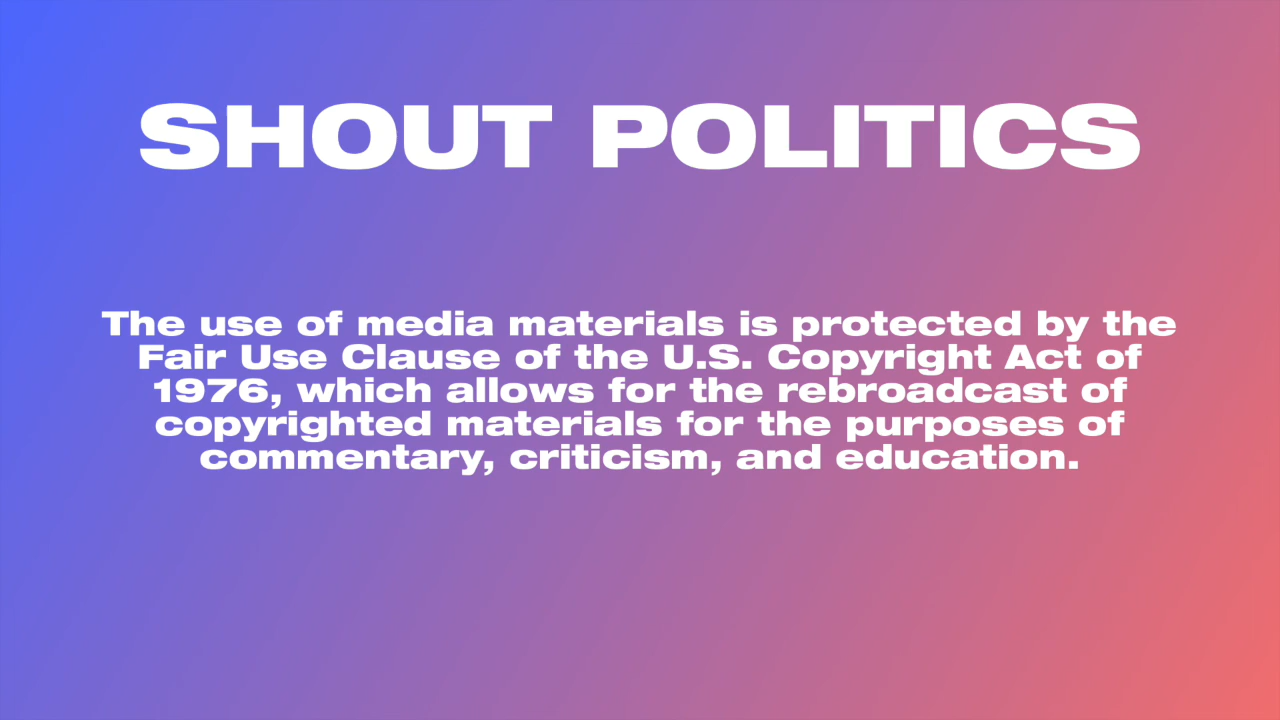 SHOUT POLITICS
The use of media materials is protected by the
Fair Use Clause of the U.S. Copyright Act of
1976, which allows for the rebroadcast of
copyrighted materials for the purposes of
commentary, criticism, and education.